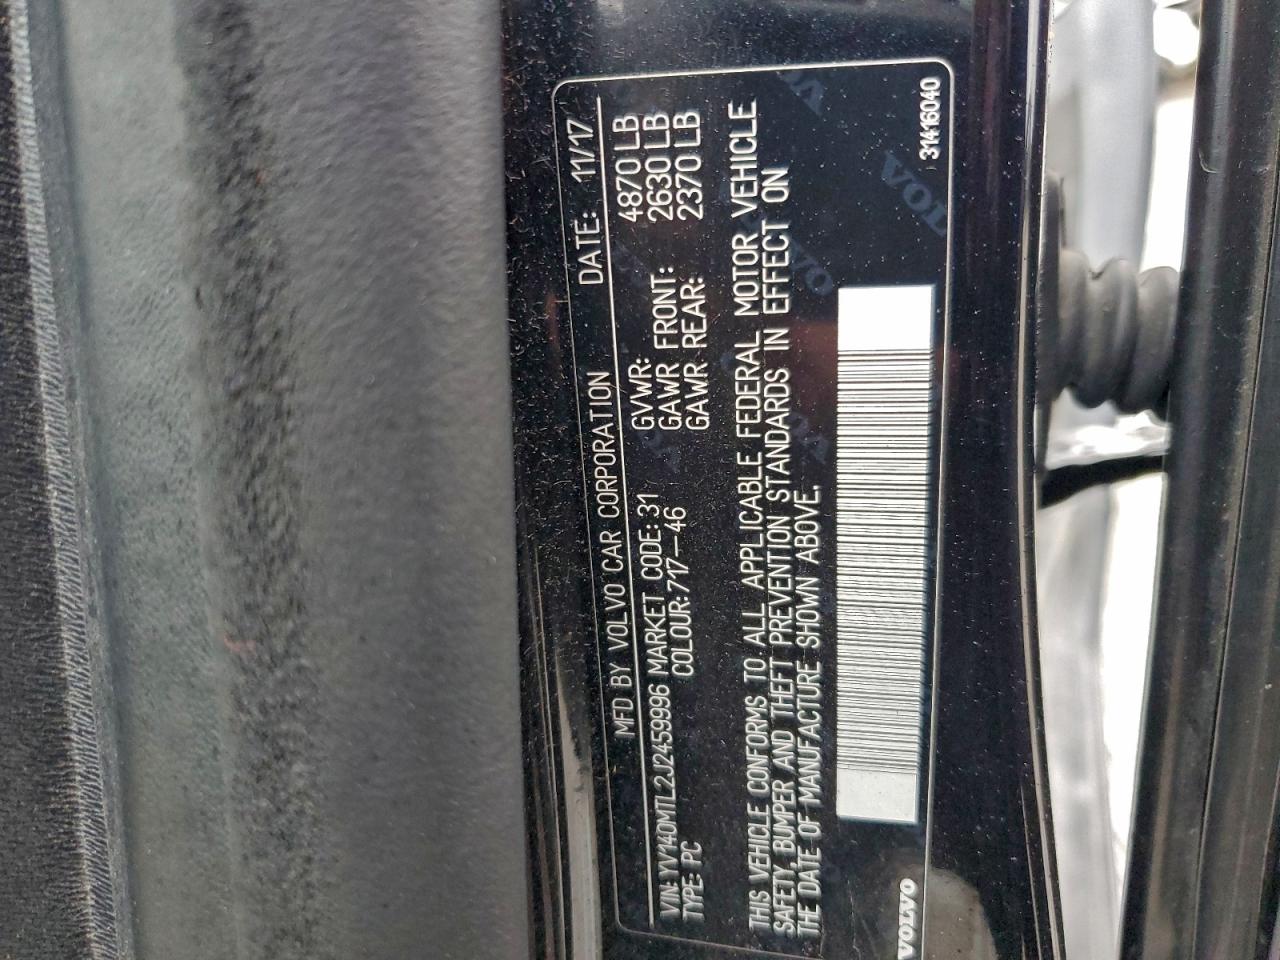 MFD BY VOLVO CAR CORPORATION DATE: 11/17
VIN: YV140MTL2J2459996 MARKET CODE: 31 GVWR: 4870 LB
TYPE: PC COLOUR: 717-46 GAWR FRONT: 2630 LB
GAWR REAR: 2370 LB
THIS VEHICLE CONFORMS TO ALL APPLICABLE FEDERAL MOTOR VEHICLE
SAFETY, BUMPER AND THEFT PREVENTION STANDARDS IN EFFECT ON
THE DATE OF MANUFACTURE SHOWN ABOVE.
VOLVO 31416040